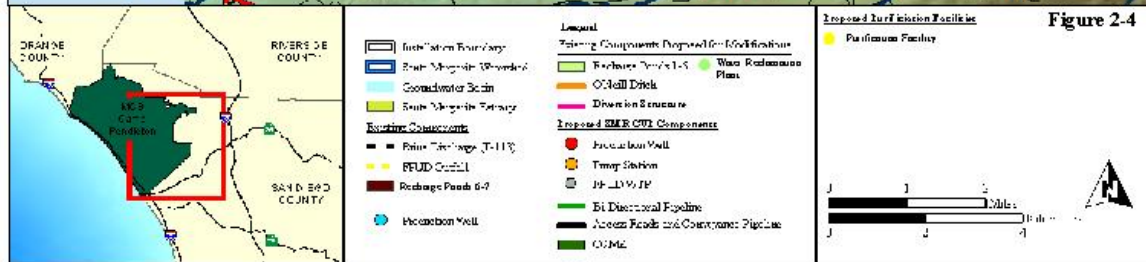 ORANGE
COUNTY
RIVERSIDE
COUNTY
MCB
Camp
Pendleton
SAN DIEGO
COUNTY
Legend
Installation Boundary
Santa Margarita Watershed
Groundwater Basin
Santa Margarita Estuary
Existing Components
Brine Discharge
FPUD Outfall
Recharge Ponds 6-7
Production Well
Existing Components Proposed for Modifications
Recharge Ponds 1-5
Water Reclamation
Plant
O'Neill Ditch
Diversion Structure
Proposed SMR CUP Components
Production Well
Pump Station
Bi-Directional Pipeline
Access Roads and Conveyance Pipeline
Proposed Purification Facilities
Purification Facility
Figure 2-4
N
Miles